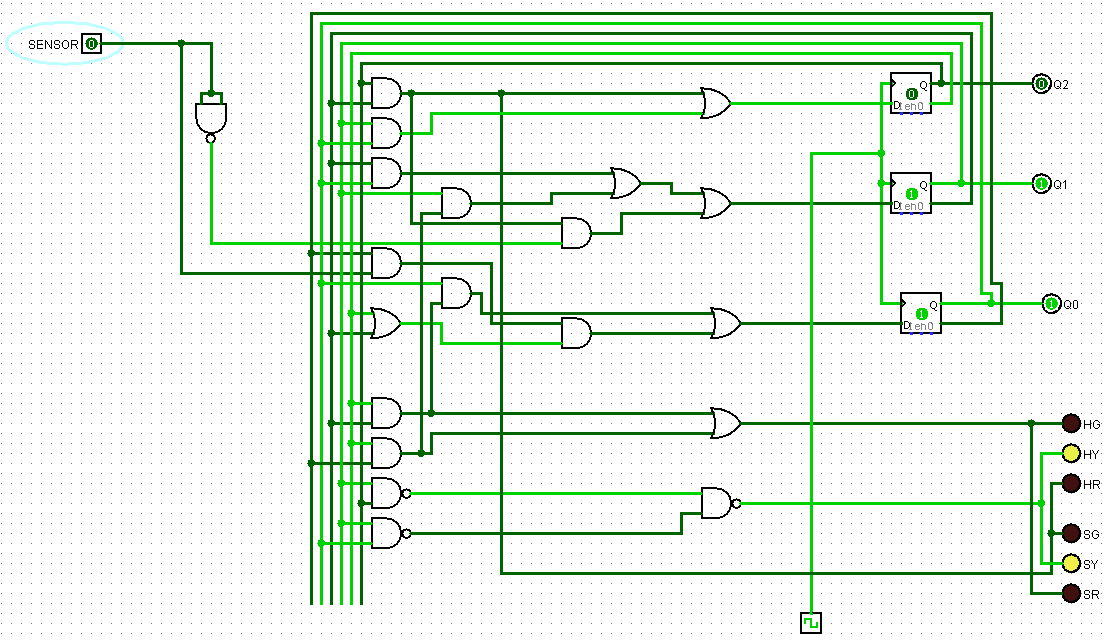 SENSOR 0
Q 0 D en0
0 Q2
Q 1 D en0
1 Q1
Q 1 D en0
1 Q0
HG
HY
HR
SG
SY
SR